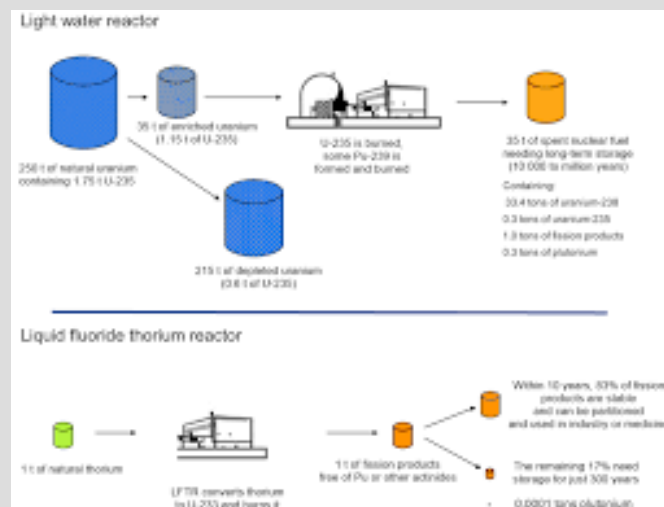 Light water reactor
35 t of enriched uranium
(1.15 t of U-235)
250 t of natural uranium
containing 1.75 t U-235
U-235 is burned,
some Pu-239 is
formed and burned
35 t of spent nuclear fuel
needing long-term storage
(10 000 to million years)
Containing:
33.4 tons of uranium-238
0.3 tons of uranium-235
1.0 tons of fission products
0.3 tons of plutonium
215 t of depleted uranium
(0.6 t of U-235)
Liquid fluoride thorium reactor
1 t of natural thorium
LFTR converts thorium
to U-233 and burns it
1 t of fission products
free of Pu or other actinides
Within 10 years, 83% of fission
products are stable
and can be partitioned
and used in industry or medicine
The remaining 17% need
storage for just 300 years
- 0.0001 tons plutonium